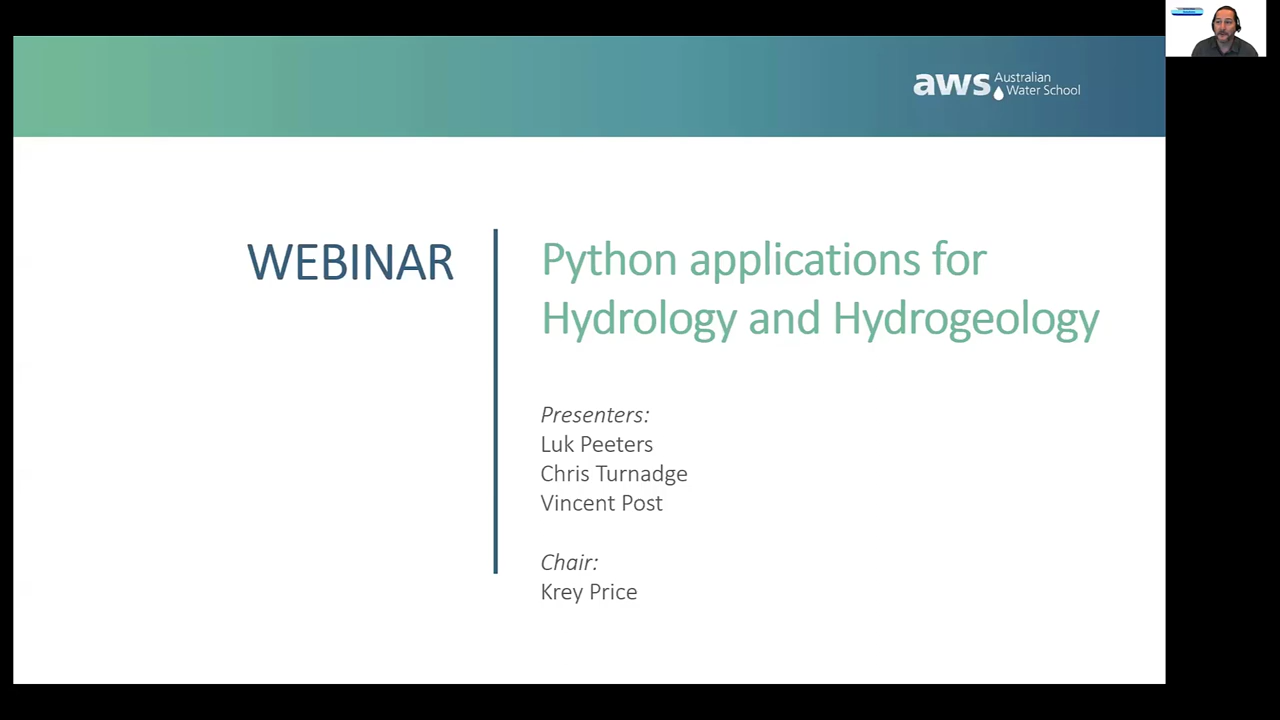 aws Australian
Water School
WEBINAR
Python applications for
Hydrology and Hydrogeology
Presenters:
Luk Peeters
Chris Turnadge
Vincent Post
Chair:
Krey Price